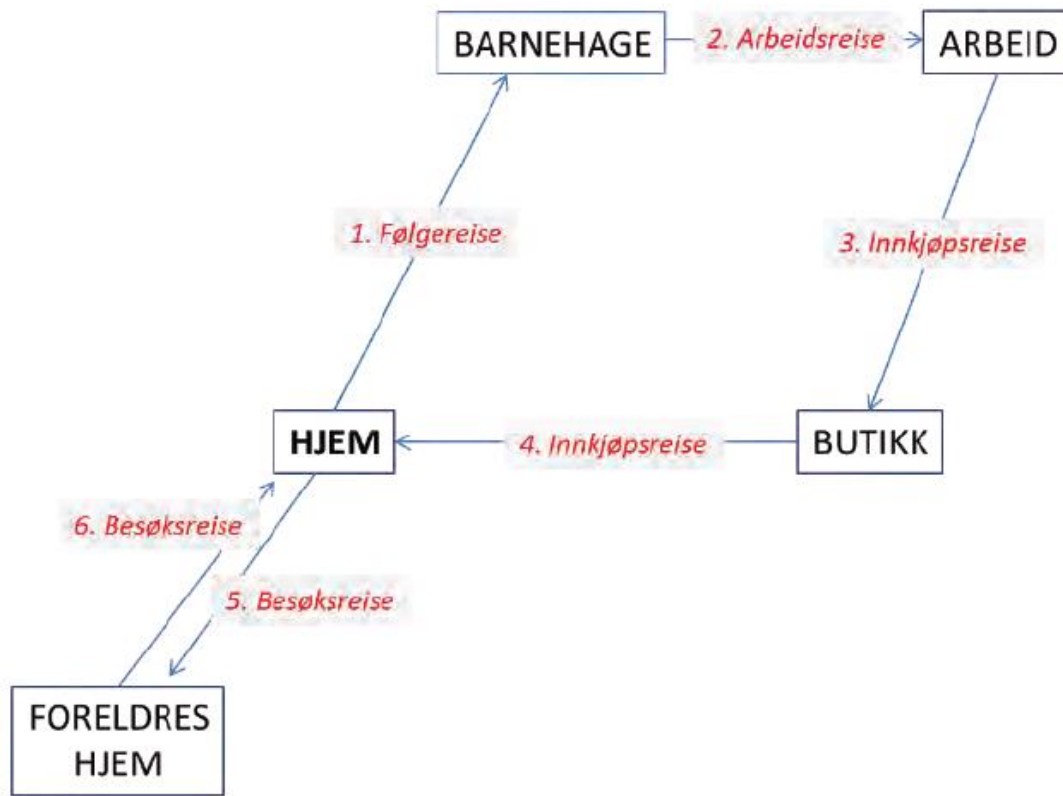 BARNEHAGE
2. Arbeidsreise
ARBEID
1. Følgereise
3. Innkjøpsreise
HJEM
4. Innkjøpsreise
BUTIKK
6. Besøksreise
5. Besøksreise
FORELDRES
HJEM